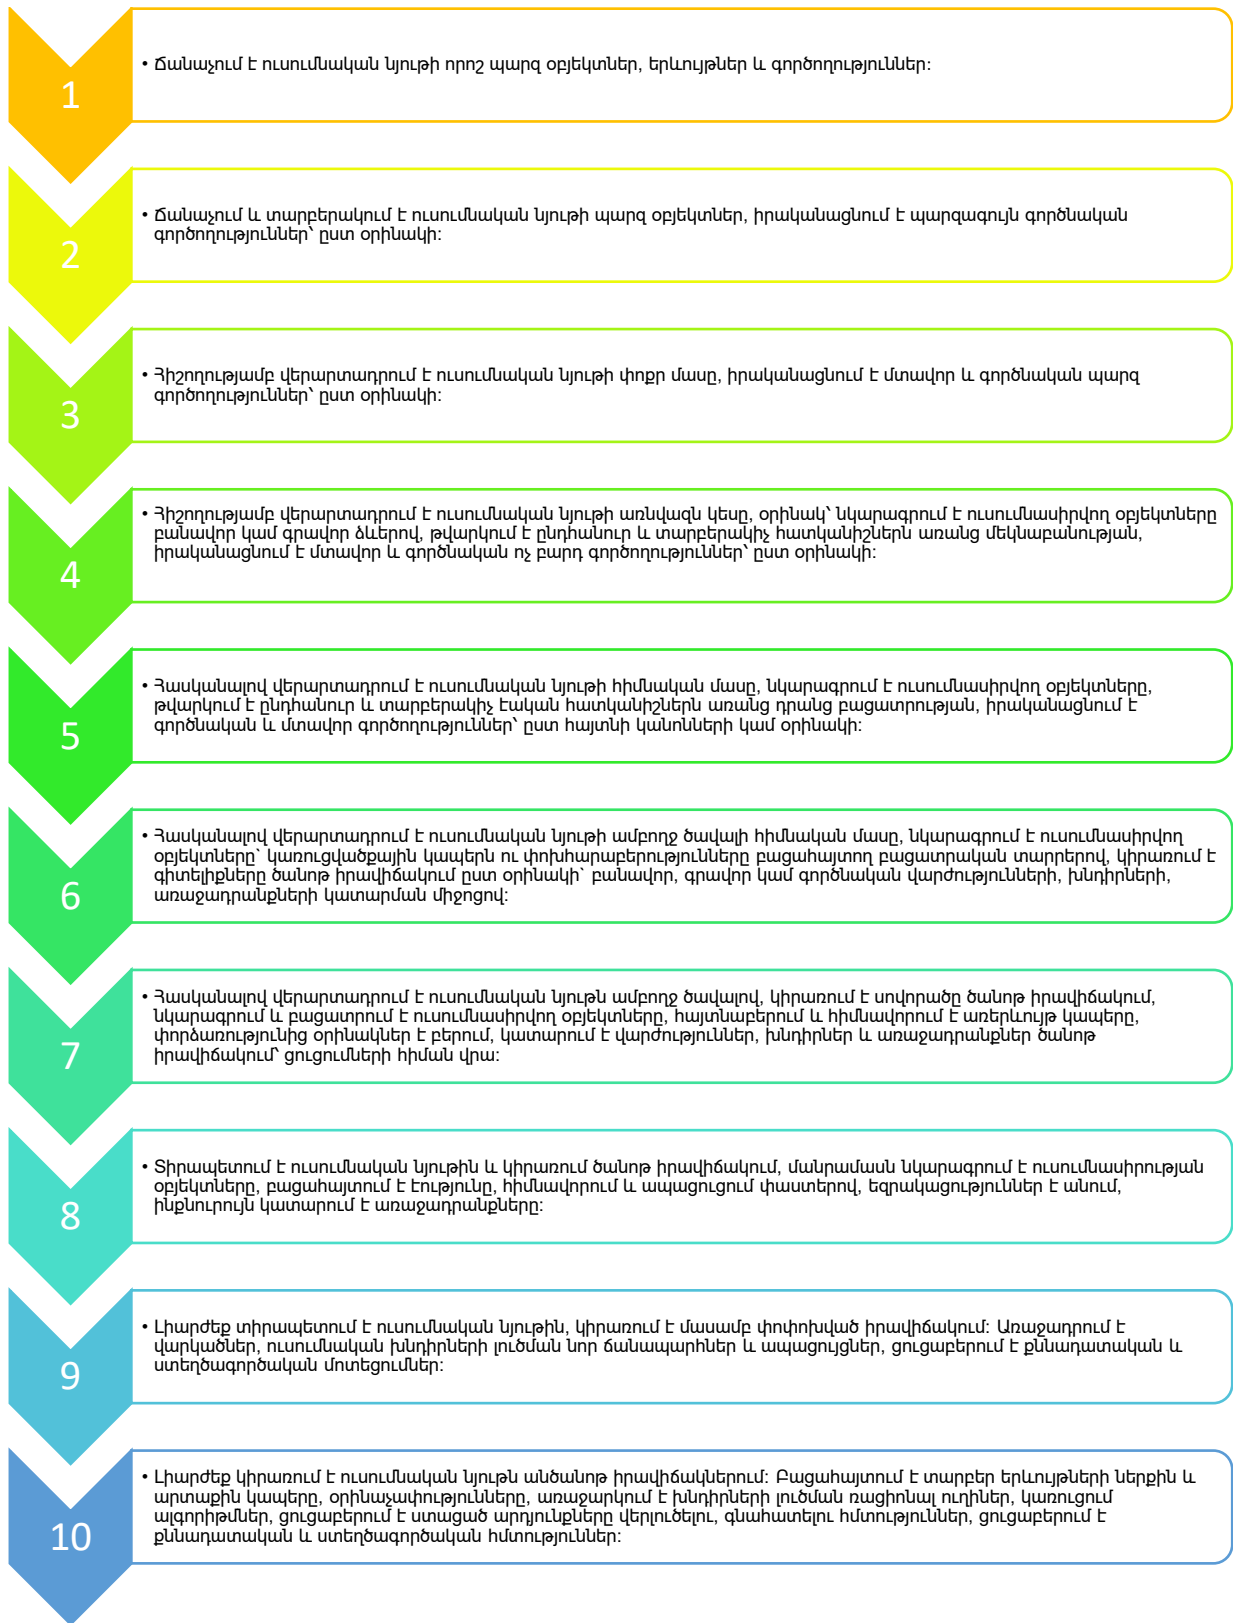 1
• Ճանաչում է ուսումնական նյութի որոշ պարզ օբյեկտներ, երևույթներ և գործողություններ:
2
• Ճանաչում և տարբերակում է ուսումնական նյութի պարզ օբյեկտներ, իրականացնում է պարզագույն գործնական
գործողություններ՝ ըստ օրինակի:
3
• Հիշողությամբ վերարտադրում է ուսումնական նյութի փոքր մասը, իրականացնում է մտավոր և գործնական պարզ
գործողություններ՝ ըստ օրինակի:
4
• Հիշողությամբ վերարտադրում է ուսումնական նյութի առնվազն կեսը, օրինակ՝ նկարագրում է ուսումնասիրվող օբյեկտները
բանավոր կամ գրավոր ձևերով, թվարկում է ընդհանուր և տարբերակիչ հատկանիշներն առանց մեկնաբանության,
իրականացնում է մտավոր և գործնական ոչ բարդ գործողություններ՝ ըստ օրինակի:
5
• Հասկանալով վերարտադրում է ուսումնական նյութի հիմնական մասը, նկարագրում է ուսումնասիրվող օբյեկտները,
թվարկում է ընդհանուր և տարբերակիչ էական հատկանիշներն առանց դրանց բացատրության, իրականացնում է
գործնական և մտավոր գործողություններ՝ ըստ հայտնի կանոնների կամ օրինակի:
6
• Հասկանալով վերարտադրում է ուսումնական նյութի ամբողջ ծավալի հիմնական մասը, նկարագրում է ուսումնասիրվող
օբյեկտները` կառուցվածքային կապերն ու փոխհարաբերությունները բացահայտող բացատրական տարրերով, կիրառում է
գիտելիքները ծանոթ իրավիճակում ըստ օրինակի` բանավոր, գրավոր կամ գործնական վարժությունների, խնդիրների,
առաջադրանքների կատարման միջոցով:
7
• Հասկանալով վերարտադրում է ուսումնական նյութն ամբողջ ծավալով, կիրառում է սովորածը ծանոթ իրավիճակում,
նկարագրում և բացատրում է ուսումնասիրվող օբյեկտները, հայտնաբերում և հիմնավորում է առերևույթ կապերը,
փորձառությունից օրինակներ է բերում, կատարում է վարժություններ, խնդիրներ և առաջադրանքներ ծանոթ
իրավիճակում՝ ցուցումների հիման վրա:
8
• Տիրապետում է ուսումնական նյութին և կիրառում ծանոթ իրավիճակում, մանրամասն նկարագրում է ուսումնասիրության
օբյեկտները, բացահայտում է էությունը, հիմնավորում և ապացուցում փաստերով, եզրակացություններ է անում,
ինքնուրույն կատարում է առաջադրանքները:
9
• Լիարժեք տիրապետում է ուսումնական նյութին, կիրառում է մասամբ փոփոխված իրավիճակում: Առաջադրում է
վարկածներ, ուսումնական խնդիրների լուծման նոր ճանապարհներ և ապացույցներ, ցուցաբերում է քննադատական և
ստեղծագործական մոտեցումներ:
10
• Լիարժեք կիրառում է ուսումնական նյութն անծանոթ իրավիճակներում: Բացահայտում է տարբեր երևույթների ներքին և
արտաքին կապերը, օրինաչափությունները, առաջարկում է խնդիրների լուծման ռացիոնալ ուղիներ, կառուցում
ալգորիթմներ, ցուցաբերում է ստացած արդյունքները վերլուծելու, գնահատելու հմտություններ, ցուցաբերում է
քննադատական և ստեղծագործական հմտություններ: